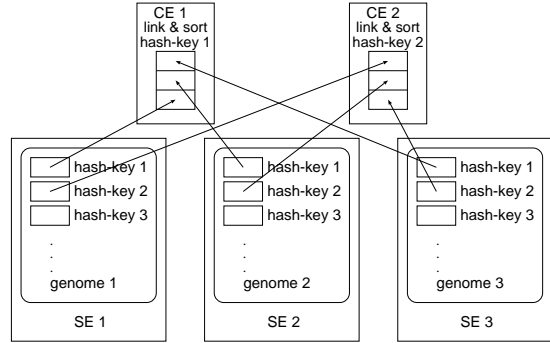 CE 1
link & sort
hash-key 1
CE 2
link & sort
hash-key 2
hash-key 1
hash-key 2
hash-key 3
.
.
.
genome 1
SE 1
hash-key 1
hash-key 2
hash-key 3
.
.
.
genome 2
SE 2
hash-key 1
hash-key 2
hash-key 3
.
.
.
genome 3
SE 3